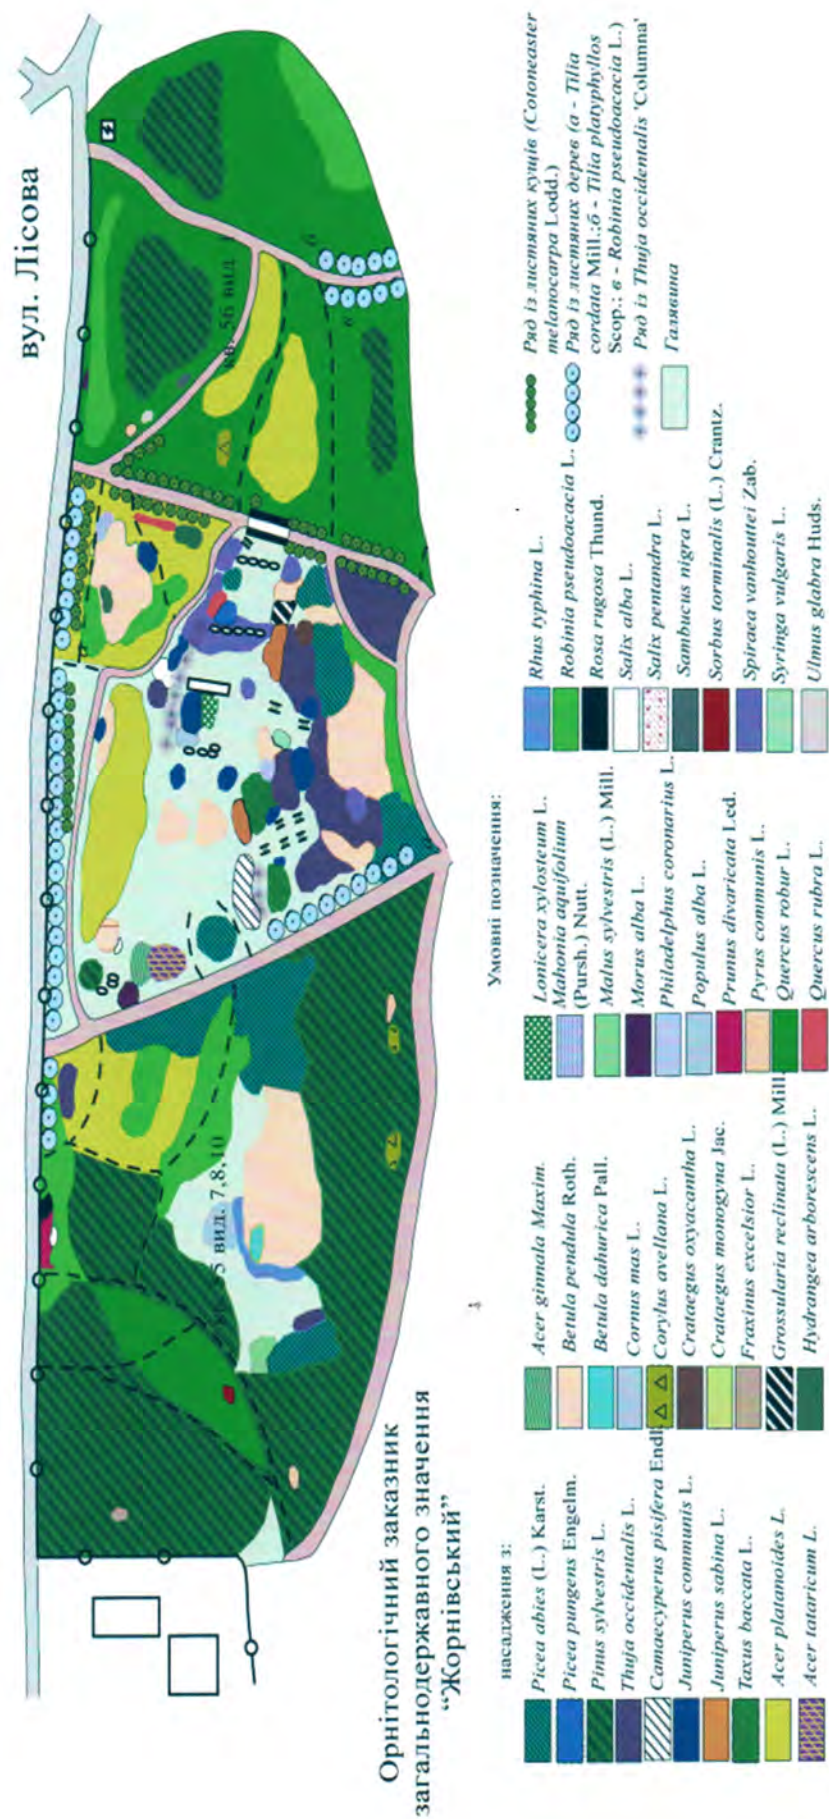 вул. Лісова
56 вид. 1
5 вид. 7,8,10
а
б
в
Орнітологічний заказник
загальнодержавного значення
“Жорнівський”
Умовні позначення:
насадження з:
Picea abies (L.) Karst.
Picea pungens Engelm.
Pinus sylvestris L.
Thuja occidentalis L.
Camaecyperus pisifera Endl.
Juniperus communis L.
Juniperus sabina L.
Taxus baccata L.
Acer platanoides L.
Acer tataricum L.
Acer ginnala Maxim.
Betula pendula Roth.
Betula dahurica Pall.
Cornus mas L.
Corylus avellana L.
Crataegus oxyacantha L.
Crataegus monogyna Jac.
Fraxinus excelsior L.
Grossularia reclinata (L.) Mill
Hydrangea arborescens L.
Lonicera xylosteum L.
Mahonia aquifolium
(Pursh.) Nutt.
Malus sylvestris (L.) Mill.
Morus alba L.
Philadelphus coronarius L.
Populus alba L.
Prunus divaricata Led.
Pyrus communis L.
Quercus robur L.
Quercus rubra L.
Rhus typhina L.
Robinia pseudoacacia L.
Rosa rugosa Thund.
Salix alba L.
Salix penandra L.
Sambucus nigra L.
Sorbus torminalis (L.) Crantz.
Spiraea vanhouttei Zab.
Syringa vulgaris L.
Ulmus glabra Huds.
Ряд із листяних кущів (Cotoneaster
melanocarpa Lodd.)
Ряд із листяних дерев (а - Tilia
cordata Mill.;б - Tilia platyphyllos
Scop.; в - Robinia pseudoacacia L.)
Ряд із Thuja occidentalis 'Columna'
Галявина